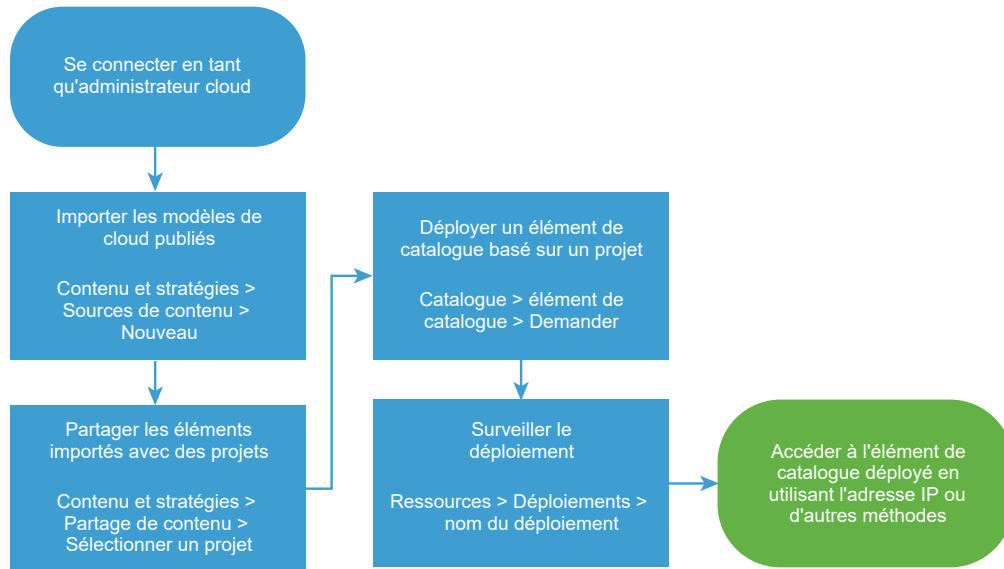 Se connecter en tant
qu'administrateur cloud
Importer les modèles de
cloud publiés
Contenu et stratégies >
Sources de contenu >
Nouveau
Partager les éléments
importés avec des projets
Contenu et stratégies >
Partage de contenu >
Sélectionner un projet
Déployer un élément de
catalogue basé sur un projet
Catalogue > élément de
catalogue > Demander
Surveiller le
déploiement
Ressources > Déploiements >
nom du déploiement
Accéder à l'élément de
catalogue déployé en
utilisant l'adresse IP ou
d'autres méthodes